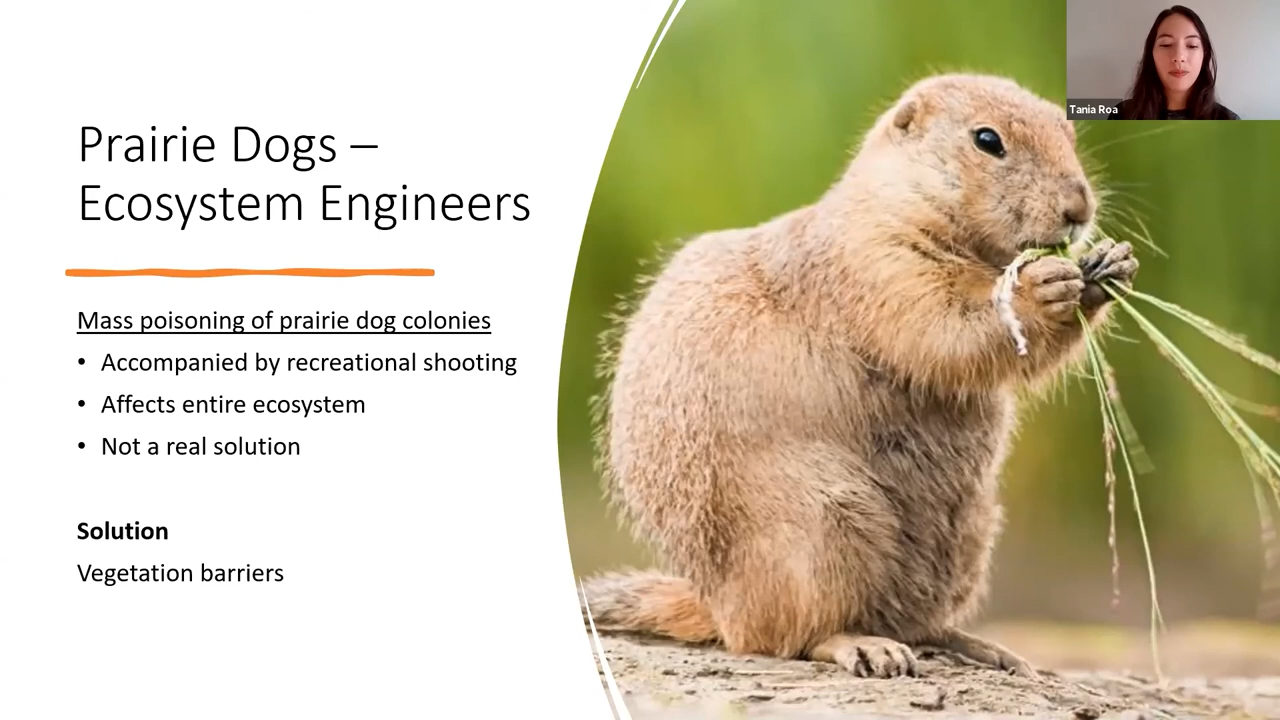 Prairie Dogs –
Ecosystem Engineers
Mass poisoning of prairie dog colonies
• Accompanied by recreational shooting
• Affects entire ecosystem
• Not a real solution
Solution
Vegetation barriers
Tania Roa